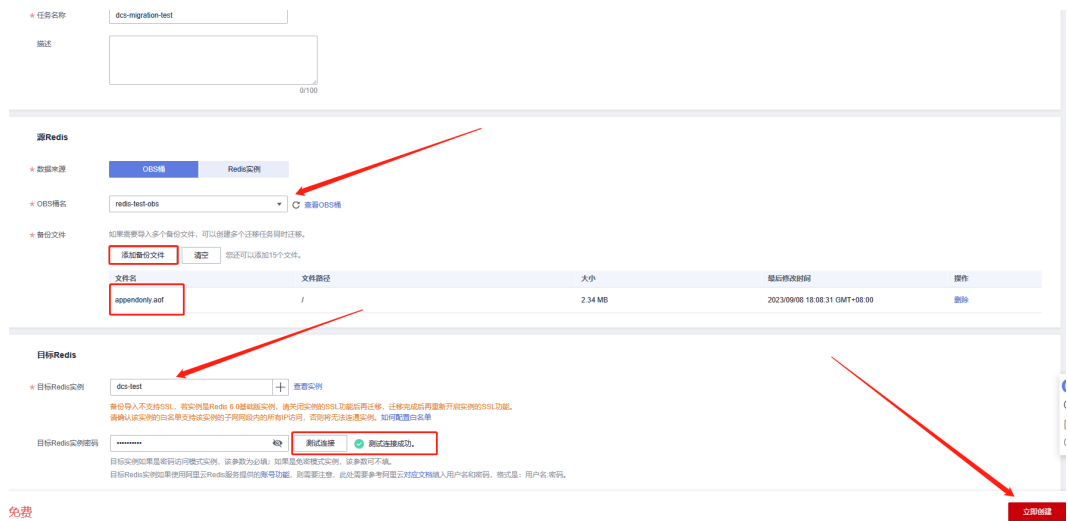 * 任务名称 dcs-migration-test
描述
0/100
源Redis
* 数据来源 OBS桶 Redis实例
* OBS桶名 redis-test-obs 查看OBS桶
* 备份文件 如果需要导入多个备份文件，可以创建多个迁移任务同时迁移。
添加备份文件 清空 您还可以添加15个文件。
文件名 文件路径 大小 最后修改时间 操作
appendonly.aof / 2.34 MB 2023/09/08 18:08:31 GMT+08:00 删除
目标Redis
* 目标Redis实例 dcs-test 查看实例
备份导入不支持SSL，若实例是Redis 6.0基础版实例，请关闭实例的SSL功能后再迁移，迁移完成后再重新开启实例的SSL功能。
请确认该实例的白名单支持该实例的子网网段内的所有IP访问，否则将无法连通实例。如何配置白名单
目标Redis实例密码 •••••••••• 测试连接 测试连接成功。
目标实例如果是密码访问模式实例，该参数为必填；如果是免密模式实例，该参数可不填。
目标Redis实例如果使用阿里云Redis服务提供的账号功能，则需要注意，此处需要参考阿里云对应文档填入用户名和密码，格式是：用户名:密码。
免费 立即创建